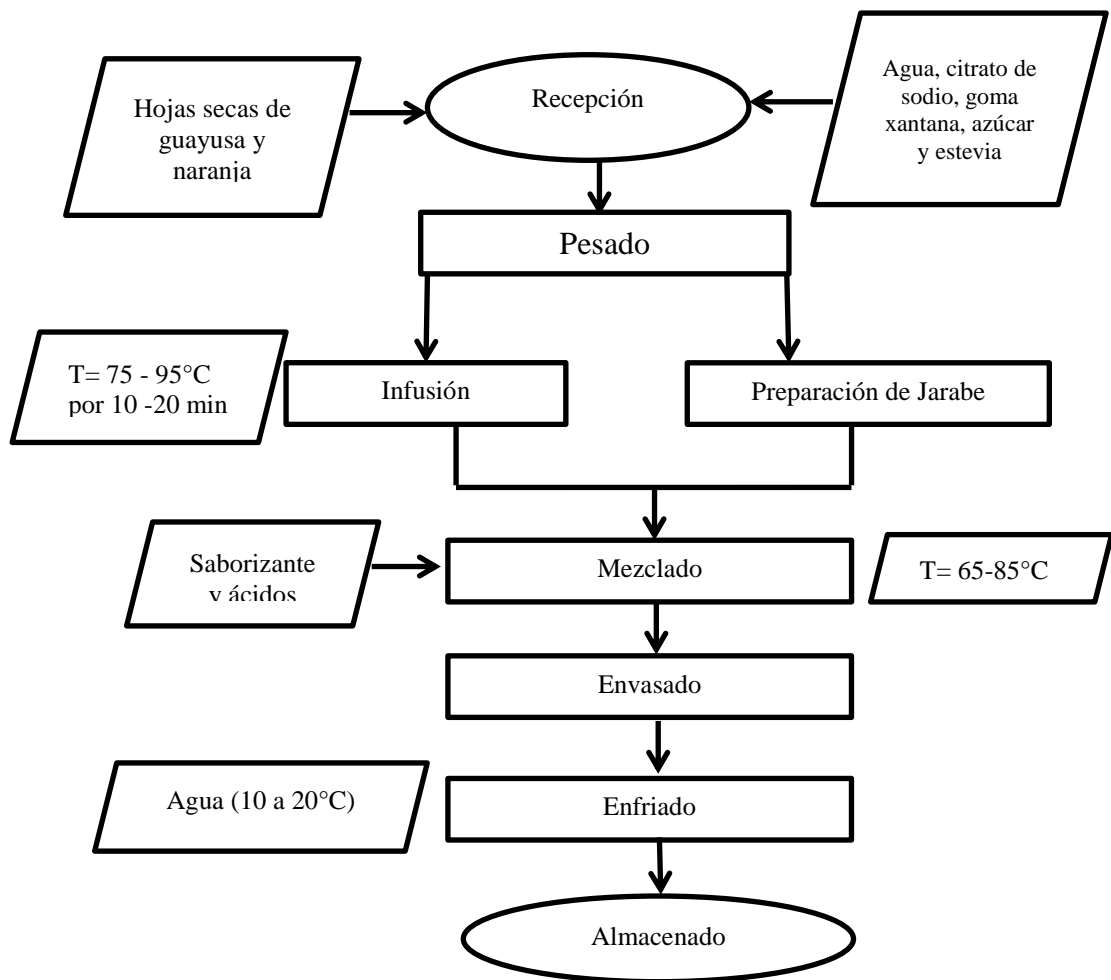 Recepción
Hojas secas de
guayusa y
naranja
Agua, citrato de
sodio, goma
xantana, azúcar
y estevia
Pesado
T= 75 - 95°C
por 10 -20 min
Infusión
Preparación de Jarabe
Saborizante
y ácidos
Mezclado
T= 65-85°C
Envasado
Agua (10 a 20°C)
Enfriado
Almacenado